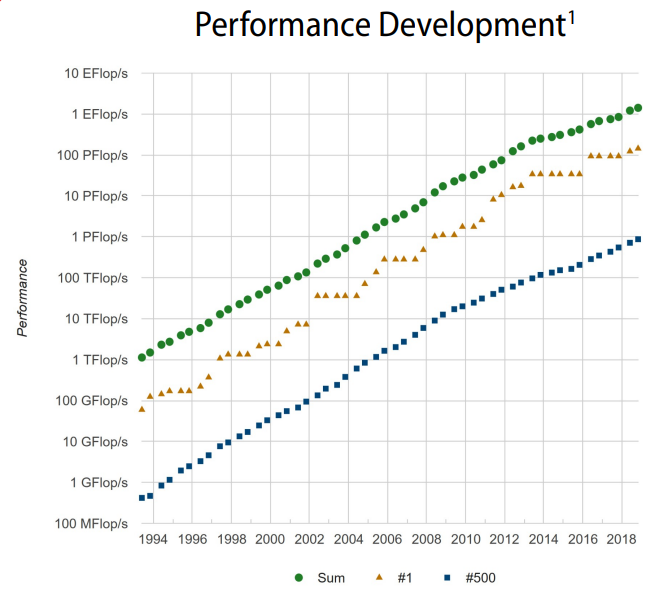 Performance Development¹
10 EFlop/s
1 EFlop/s
100 PFlop/s
10 PFlop/s
1 PFlop/s
100 TFlop/s
10 TFlop/s
1 TFlop/s
100 GFlop/s
10 GFlop/s
1 GFlop/s
100 MFlop/s
Performance
1994 1996 1998 2000 2002 2004 2006 2008 2010 2012 2014 2016 2018
Sum #1 #500